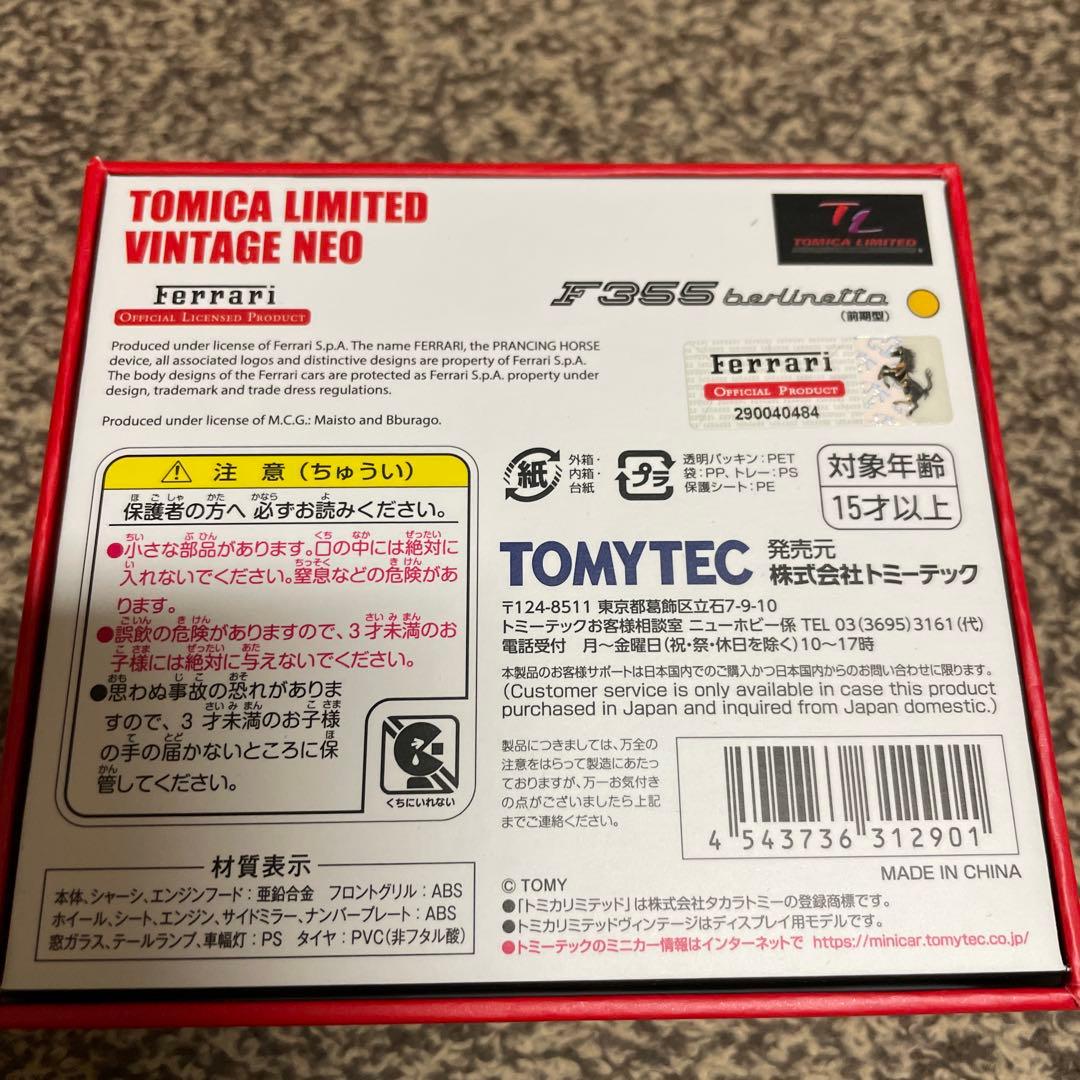 TOMICA LIMITED
VINTAGE NEO
TL
TOMICA LIMITED
Ferrari
OFFICIAL LICENSED PRODUCT
F355 berlinetta
(前期型)
Produced under license of Ferrari S.p.A. The name FERRARI, the PRANCING HORSE
device, all associated logos and distinctive designs are property of Ferrari S.p.A.
The body designs of the Ferrari cars are protected as Ferrari S.p.A. property under
design, trademark and trade dress regulations.
Produced under license of M.C.G.: Maisto and Bburago.
Ferrari
OFFICIAL PRODUCT
290040484
注 意(ちゅうい)
保護者の方へ 必ずお読みください。
●小さな部品があります。口の中には絶対に
入れないでください。窒息などの危険があ
ります。
●誤飲の危険がありますので、3才未満のお
子様には絶対に与えないでください。
●思わぬ事故の恐れがありま
すので、3 才未満のお子様
の手の届かないところに保
管してください。
くちにいれない
紙
外箱・
内箱・
台紙
プラ
透明パッキン:PET
袋:PP、トレー:PS
保護シート:PE
対象年齢
15才以上
TOMYTEC
発売元
株式会社トミーテック
〒124-8511 東京都葛飾区立石7-9-10
トミーテックお客様相談室 ニューホビー係 TEL 03(3695)3161(代)
電話受付 月~金曜日(祝・祭・休日を除く)10~17時
本製品のお客様サポートは日本国内でのご購入かつ日本国内からのお問い合わせに限ります。
(Customer service is only available in case this product
purchased in Japan and inquired from Japan domestic.)
製品につきましては、万全の
注意をはらって製造にあたっ
ておりますが、万一お気付き
の点がございましたら上記
までご連絡ください。
4 543736 312901
MADE IN CHINA
材質表示
本体、シャーシ、エンジンフード:亜鉛合金 フロントグリル:ABS
ホイール、シート、エンジン、サイドミラー、ナンバープレート:ABS
窓ガラス、テールランプ、車幅灯:PS タイヤ:PVC(非フタル酸)
© TOMY
●「トミカリミテッド」は株式会社タカラトミーの登録商標です。
●トミカリミテッドヴィンテージはディスプレイ用モデルです。
●トミーテックのミニカー情報はインターネットで https://minicar.tomytec.co.jp/